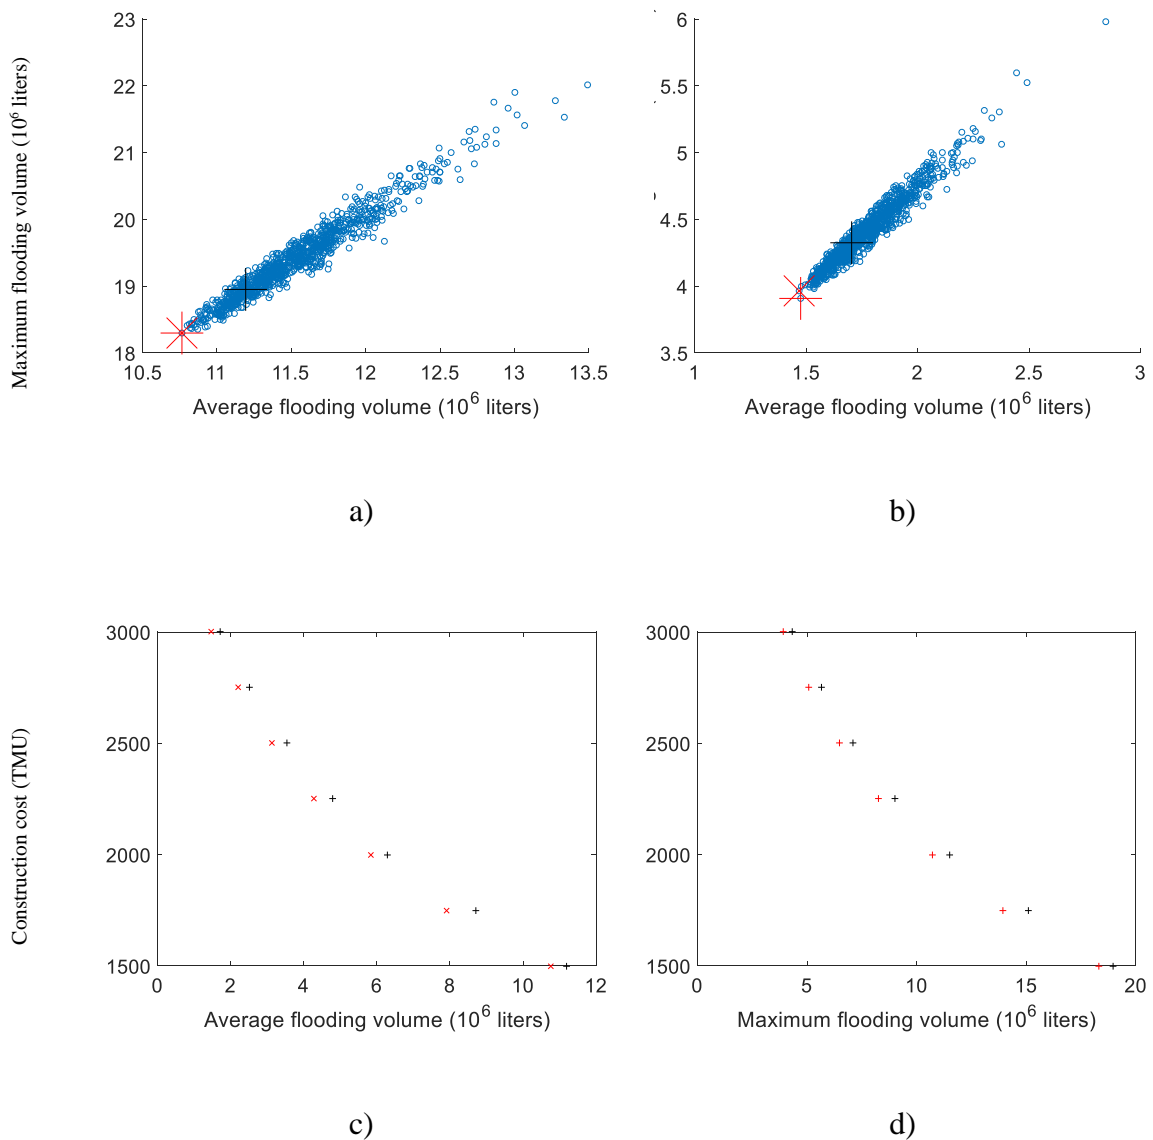 Maximum flooding volume (10⁶ liters)
23
22
21
20
19
18
10.5 11 11.5 12 12.5 13 13.5
Average flooding volume (10⁶ liters)
a)
6
5.5
5
4.5
4
3.5
1 1.5 2 2.5 3
Average flooding volume (10⁶ liters)
b)
Construction cost (TMU)
3000
2500
2000
1500
0 2 4 6 8 10 12
Average flooding volume (10⁶ liters)
c)
3000
2500
2000
1500
0 5 10 15 20
Maximum flooding volume (10⁶ liters)
d)